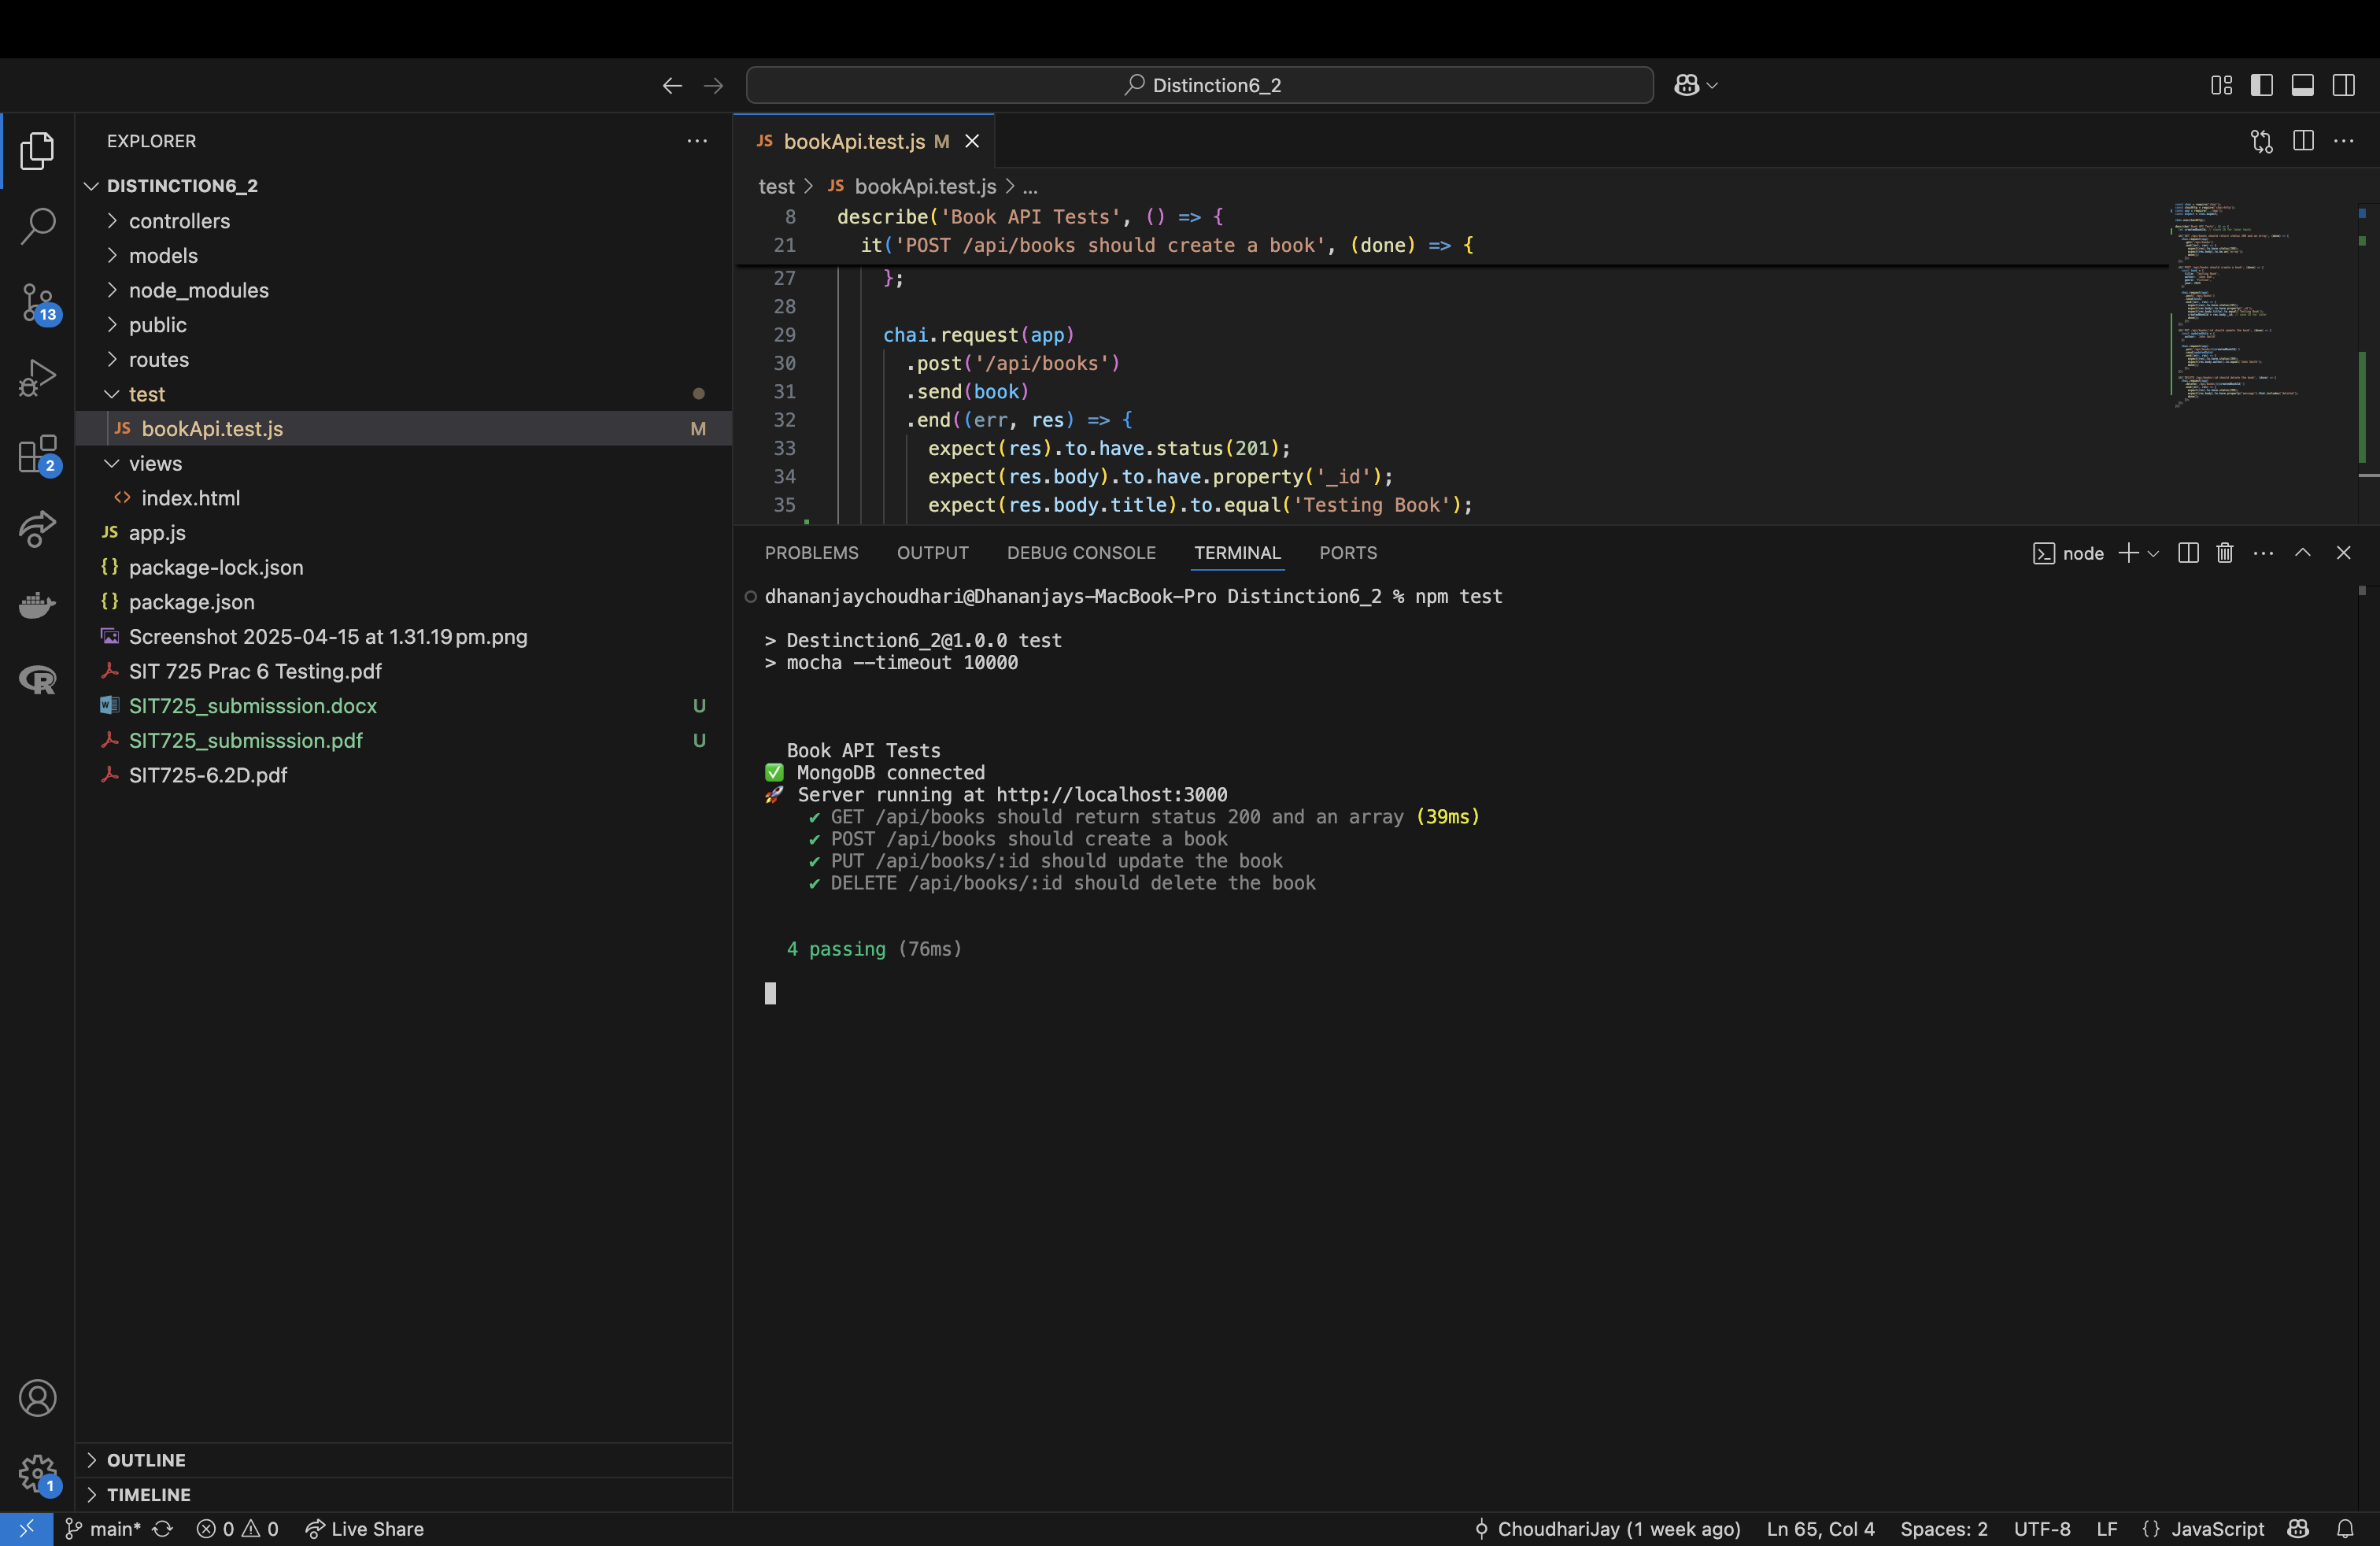 Distinction6_2
EXPLORER
DISTINCTION6_2
controllers
models
node_modules
public
routes
test
JS bookApi.test.js M
views
<> index.html
JS app.js
{} package-lock.json
{} package.json
Screenshot 2025-04-15 at 1.31.19 pm.png
SIT 725 Prac 6 Testing.pdf
SIT725_submisssion.docx U
SIT725_submisssion.pdf U
SIT725-6.2D.pdf
OUTLINE
TIMELINE
13
2
1
JS bookApi.test.js M
test > JS bookApi.test.js > ...
8 describe('Book API Tests', () => {
21 it('POST /api/books should create a book', (done) => {
27 };
28
29 chai.request(app)
30 .post('/api/books')
31 .send(book)
32 .end((err, res) => {
33 expect(res).to.have.status(201);
34 expect(res.body).to.have.property('_id');
35 expect(res.body.title).to.equal('Testing Book');
PROBLEMS OUTPUT DEBUG CONSOLE TERMINAL PORTS
node
dhananjaychoudhari@Dhananjays-MacBook-Pro Distinction6_2 % npm test
> Destinction6_2@1.0.0 test
> mocha --timeout 10000
Book API Tests
✅ MongoDB connected
🚀 Server running at http://localhost:3000
✔ GET /api/books should return status 200 and an array (39ms)
✔ POST /api/books should create a book
✔ PUT /api/books/:id should update the book
✔ DELETE /api/books/:id should delete the book
4 passing (76ms)
main* 0 0 Live Share
ChoudhariJay (1 week ago) Ln 65, Col 4 Spaces: 2 UTF-8 LF {} JavaScript